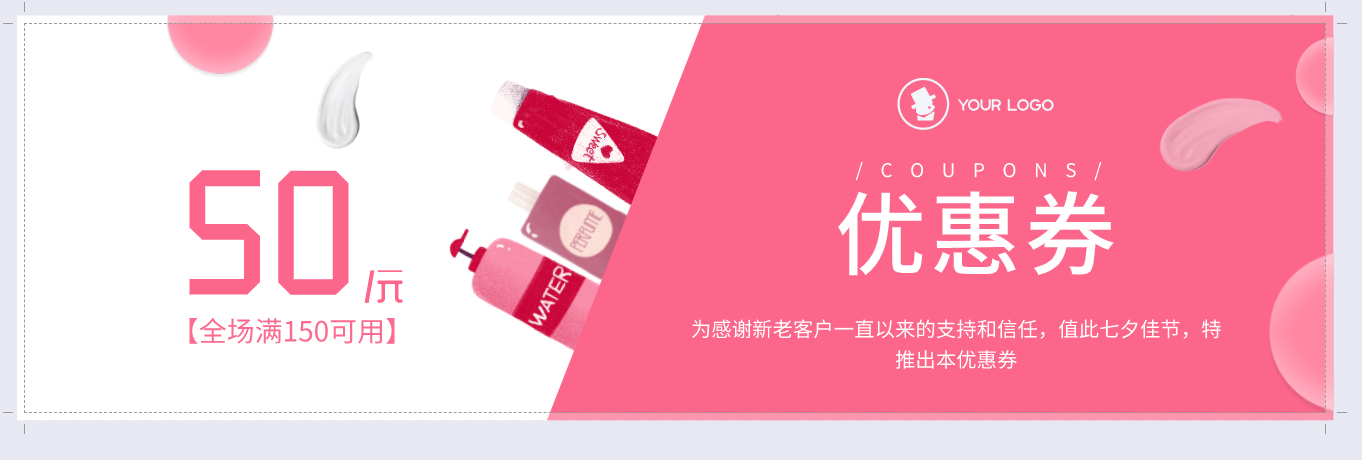 50
/元
【全场满150可用】
Sweet
PERFUME
WATER
YOUR LOGO
/ C O U P O N S /
优惠券
为感谢新老客户一直以来的支持和信任，值此七夕佳节，特
推出本优惠券